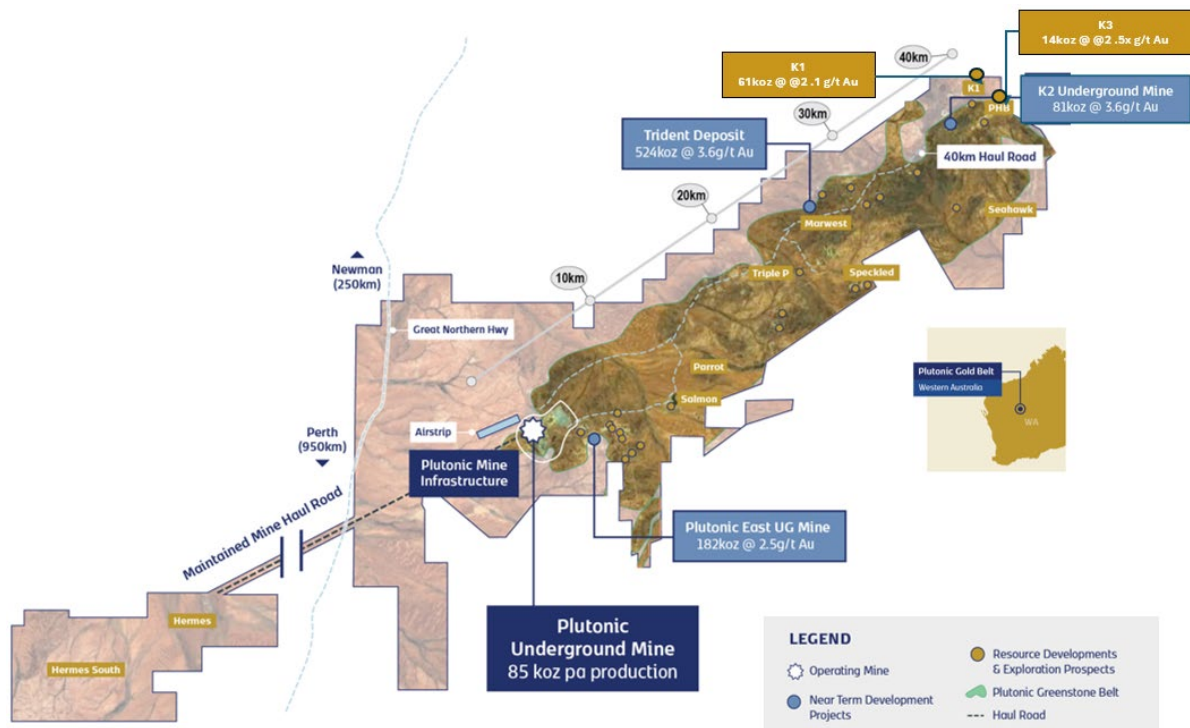 K3
14koz @ @2 .5x g/t Au
K1
61koz @ @2 .1 g/t Au
40km
K1
PHB
K2 Underground Mine
81koz @ 3.6g/t Au
30km
Trident Deposit
524koz @ 3.6g/t Au
40km Haul Road
20km
Marwest
Seahawk
Newman
(250km)
10km
Triple P
Speckled
Great Northern Hwy
Parrot
Plutonic Gold Belt
Western Australia
WA
Salmon
Airstrip
Perth
(950km)
Plutonic Mine
Infrastructure
Maintained Mine Haul Road
Plutonic East UG Mine
182koz @ 2.5g/t Au
Hermes
Hermes South
Plutonic
Underground Mine
85 koz pa production
LEGEND
Operating Mine
Near Term Development
Projects
Resource Developments
& Exploration Prospects
Plutonic Greenstone Belt
Haul Road